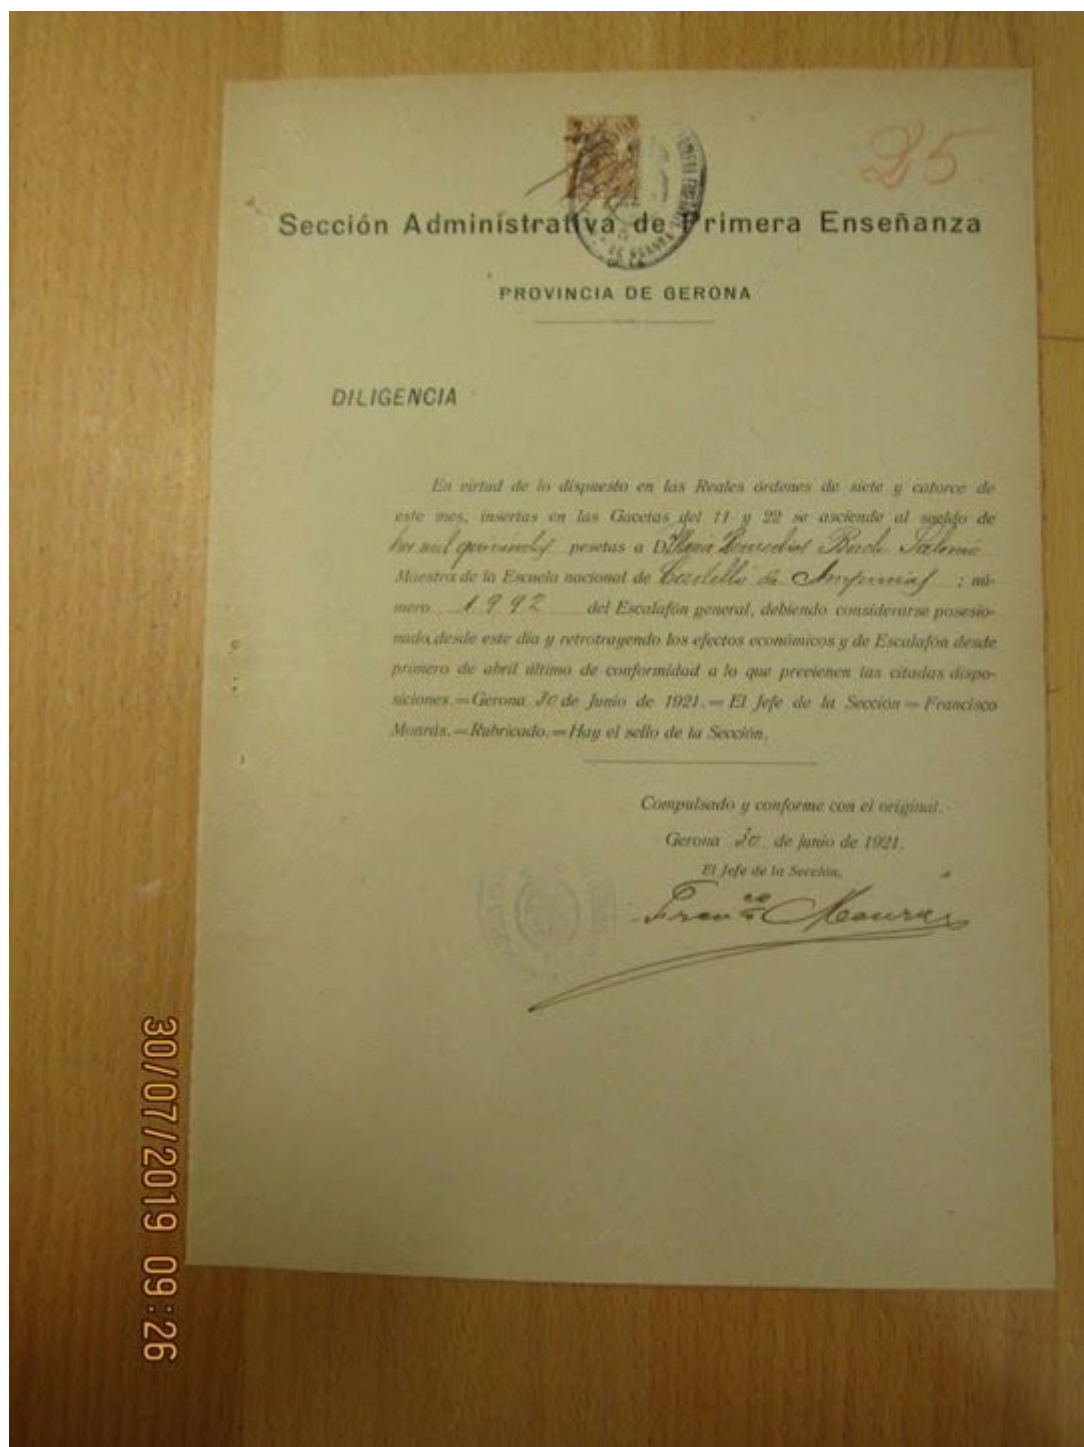 25
Sección Administrativa de Primera Enseñanza
PROVINCIA DE GERONA
DILIGENCIA
En virtud de lo dispuesto en las Reales órdenes de siete y catorce de
este mes, insertas en las Gacetas del 11 y 22 se asciende al sueldo de
tres mil quinientas pesetas a D.ª Maria Remedios Bach Salamó
Maestra de la Escuela nacional de Castelló de Ampurias ; nú-
mero 1992 del Escalafón general, debiendo considerarse posesio-
nada desde este día y retrotrayendo los efectos económicos y de Escalafón desde
primero de abril último de conformidad a lo que previenen las citadas dispo-
siciones.=Gerona 30 de Junio de 1921.=El Jefe de la Sección=Francisco
Monrás.=Rubricado.=Hay el sello de la Sección.
Compulsado y conforme con el original.
Gerona 30 de Junio de 1921.
El Jefe de la Sección,
Franco Monrás
30/07/2019 09:26